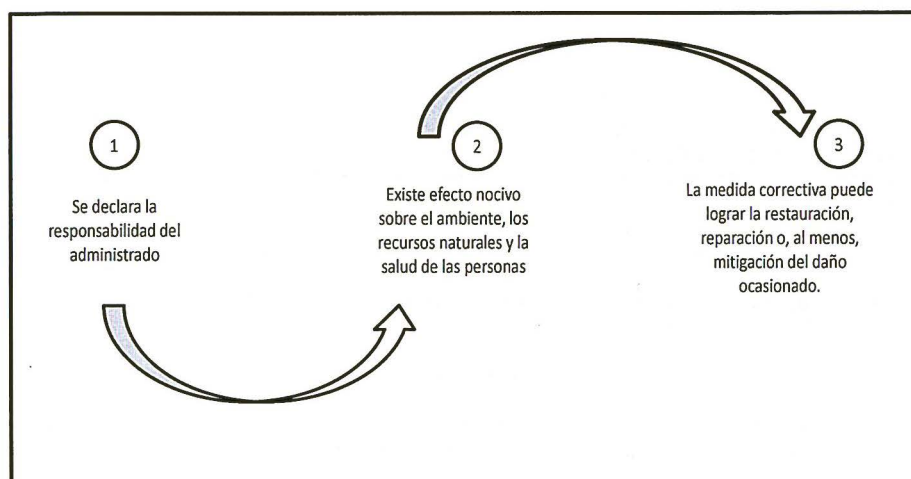 1
Se declara la
responsabilidad del
administrado
2
Existe efecto nocivo
sobre el ambiente, los
recursos naturales y la
salud de las personas
3
La medida correctiva puede
lograr la restauración,
reparación o, al menos,
mitigación del daño
ocasionado.